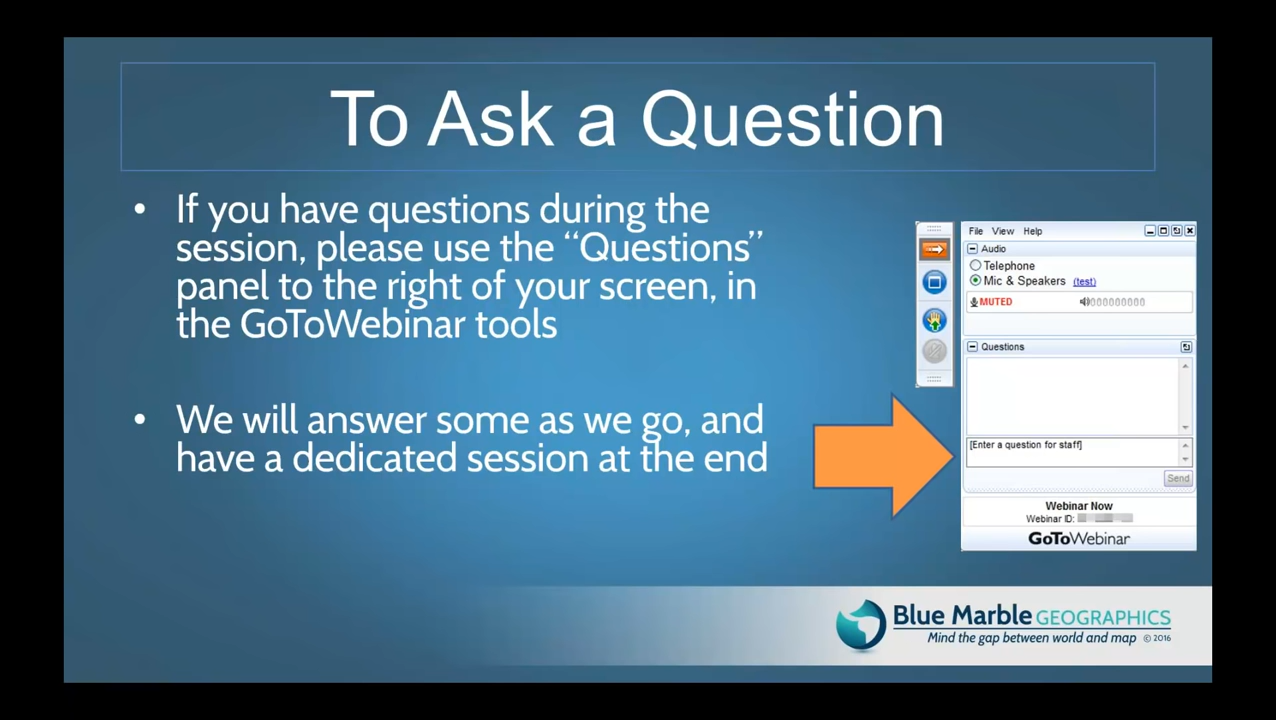 To Ask a Question
• If you have questions during the
session, please use the “Questions”
panel to the right of your screen, in
the GoToWebinar tools
• We will answer some as we go, and
have a dedicated session at the end
File View Help
Audio
Telephone
Mic & Speakers (test)
MUTED
Questions
[Enter a question for staff]
Send
Webinar Now
Webinar ID:
GoToWebinar
Blue Marble GEOGRAPHICS
Mind the gap between world and map © 2016